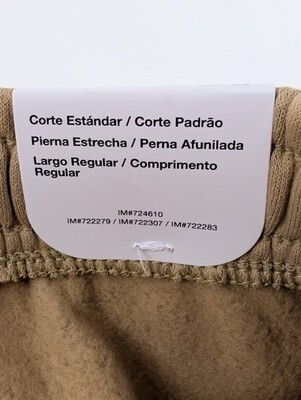 Corte Estándar / Corte Padrão
Pierna Estrecha / Perna Afunilada
Largo Regular / Comprimento
Regular
IM#724610
IM#722279 / IM#722307 / IM#722283